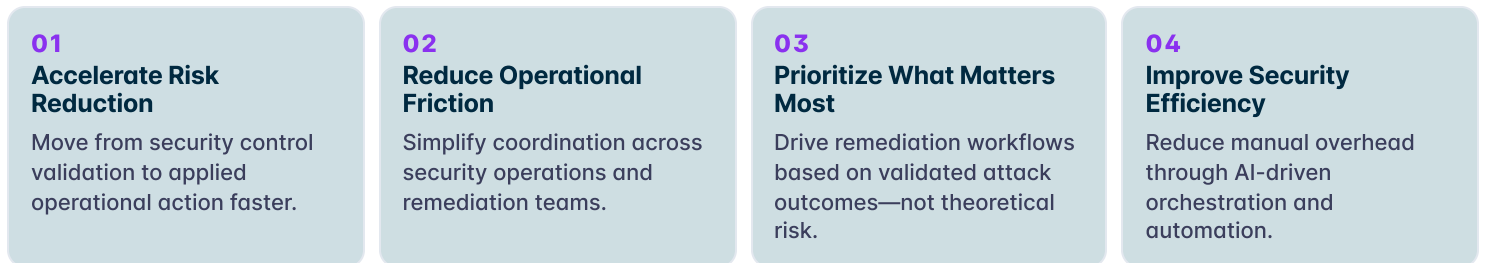 01
Accelerate Risk
Reduction
Move from security control
validation to applied
operational action faster.
02
Reduce Operational
Friction
Simplify coordination across
security operations and
remediation teams.
03
Prioritize What Matters
Most
Drive remediation workflows
based on validated attack
outcomes—not theoretical
risk.
04
Improve Security
Efficiency
Reduce manual overhead
through AI-driven
orchestration and
automation.